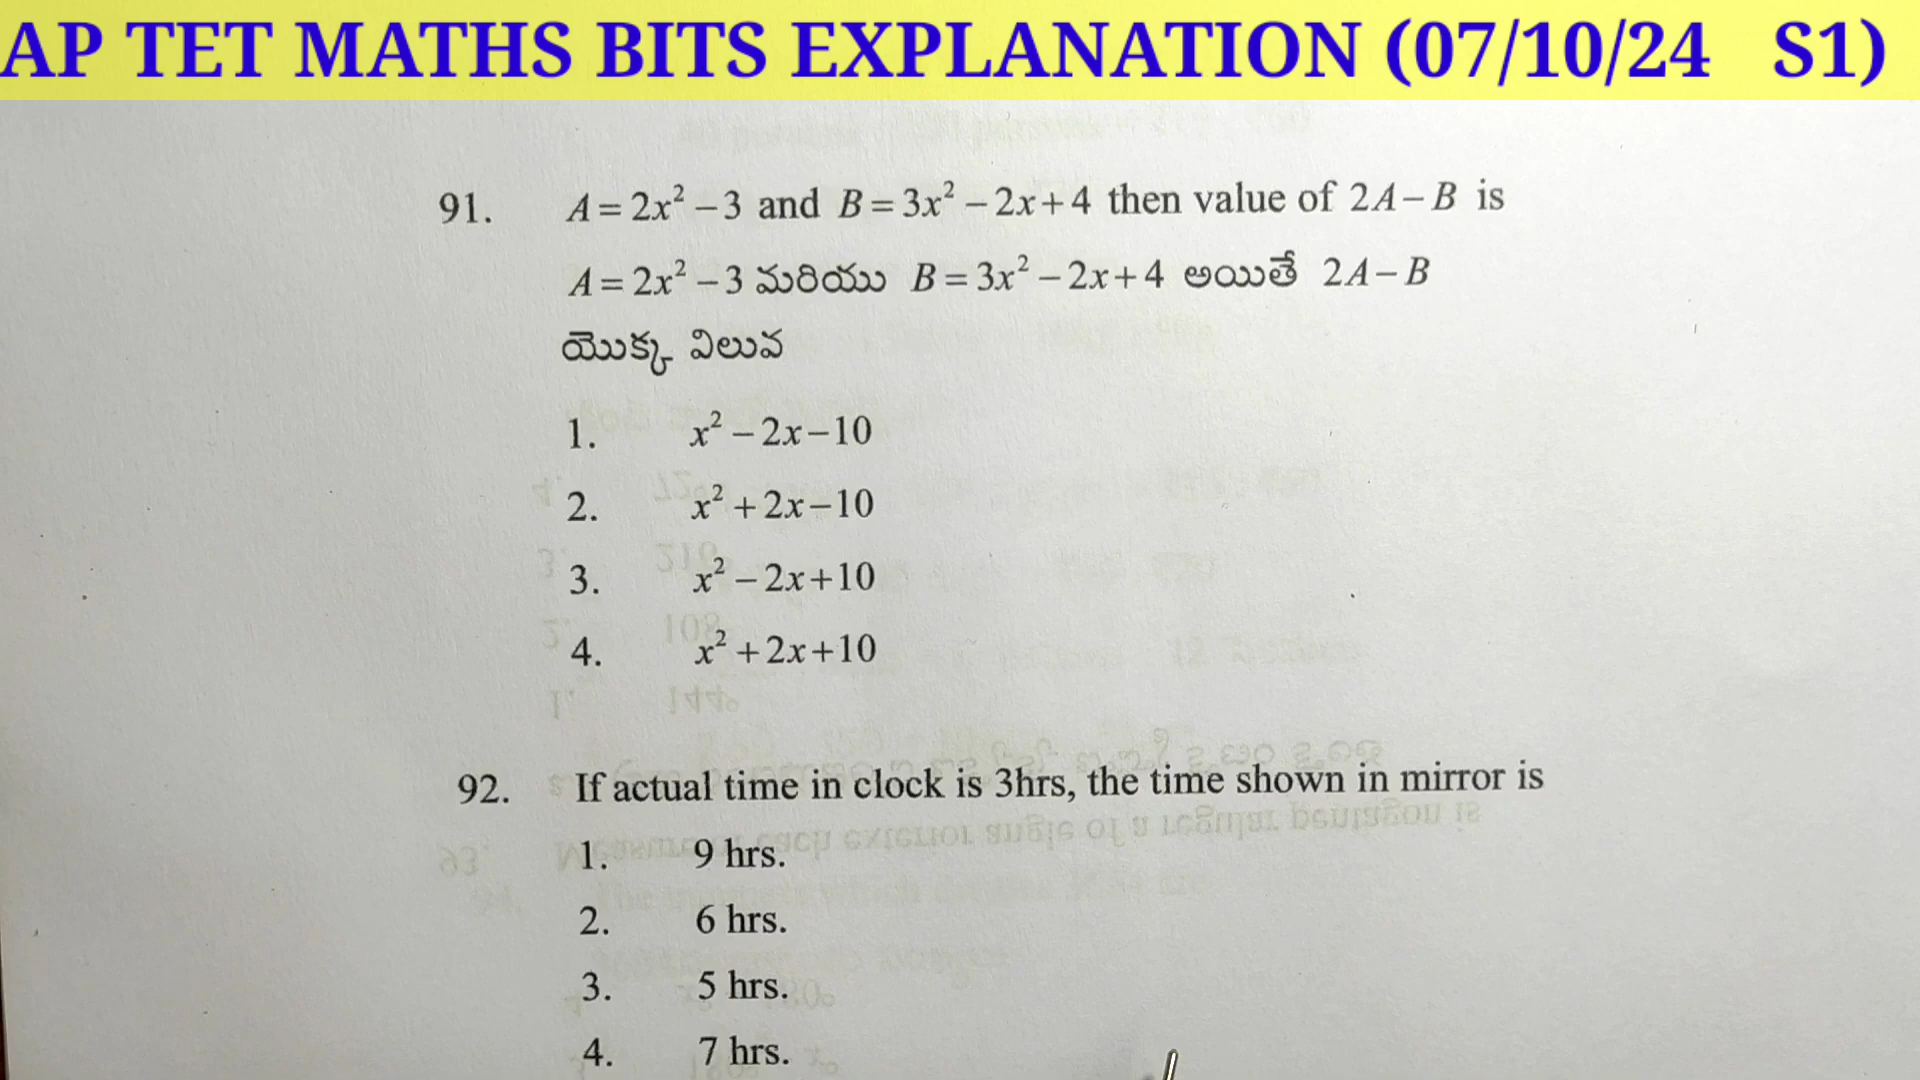 AP TET MATHS BITS EXPLANATION (07/10/24 S1)
91. A = 2x² – 3 and B = 3x² – 2x + 4 then value of 2A – B is
A = 2x² – 3 మరియు B = 3x² – 2x + 4 అయితే 2A – B
యొక్క విలువ
1. x² – 2x – 10
2. x² + 2x – 10
3. x² – 2x + 10
4. x² + 2x + 10
92. If actual time in clock is 3hrs, the time shown in mirror is
1. 9 hrs.
2. 6 hrs.
3. 5 hrs.
4. 7 hrs.